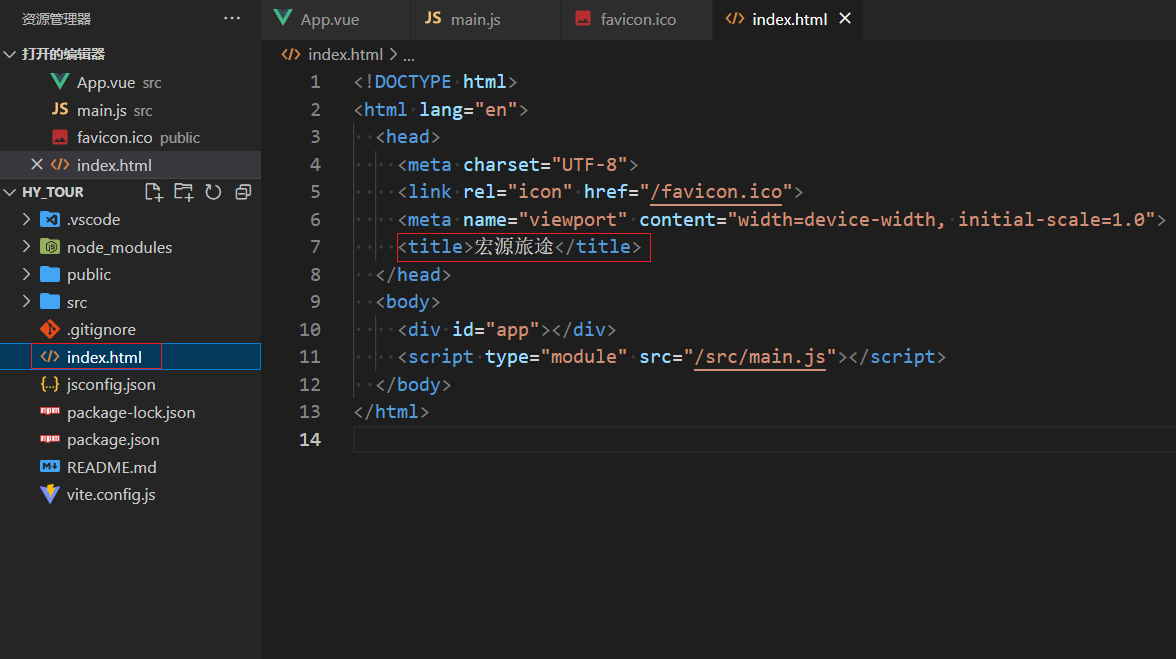 资源管理器 ···
打开的编辑器
App.vue src
JS main.js src
favicon.ico public
index.html
HY_TOUR
.vscode
node_modules
public
src
.gitignore
index.html
{..} jsconfig.json
npm package-lock.json
npm package.json
M↓ README.md
vite.config.js
App.vue JS main.js favicon.ico index.html
index.html > ...
1 <!DOCTYPE html>
2 <html lang="en">
3 <head>
4 <meta charset="UTF-8">
5 <link rel="icon" href="/favicon.ico">
6 <meta name="viewport" content="width=device-width, initial-scale=1.0">
7 <title>宏源旅途</title>
8 </head>
9 <body>
10 <div id="app"></div>
11 <script type="module" src="/src/main.js"></script>
12 </body>
13 </html>
14